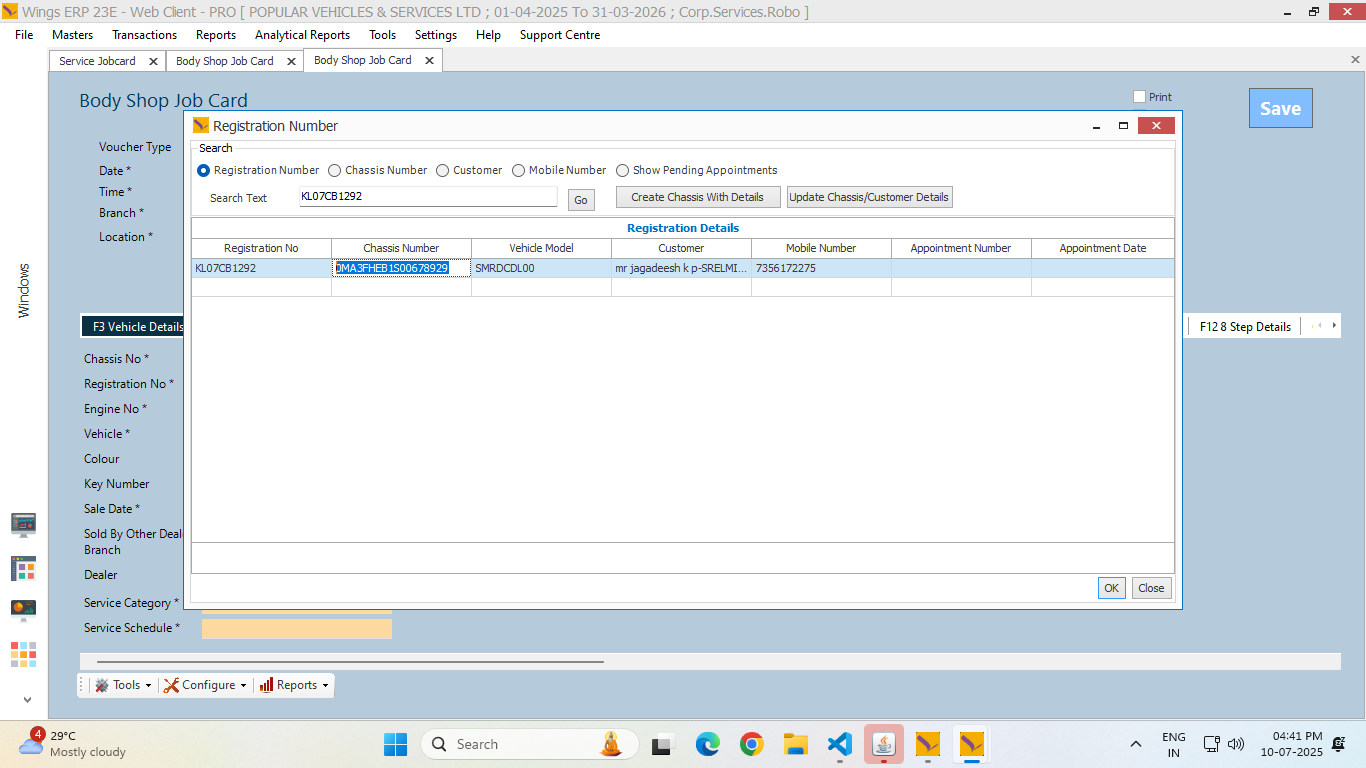 Wings ERP 23E - Web Client - PRO [ POPULAR VEHICLES & SERVICES LTD ; 01-04-2025 To 31-03-2026 ; Corp.Services.Robo ]
File Masters Transactions Reports Analytical Reports Tools Settings Help Support Centre
Service Jobcard Body Shop Job Card Body Shop Job Card
Body Shop Job Card
Print
Save
Registration Number
Search
Voucher Type
Date *
Time *
Branch *
Location *
Registration Number Chassis Number Customer Mobile Number Show Pending Appointments
Search Text KL07CB1292 Go Create Chassis With Details Update Chassis/Customer Details
Registration Details
Registration No Chassis Number Vehicle Model Customer Mobile Number Appointment Number Appointment Date
KL07CB1292 DMA3FHEB1S00678929 SMRDCDL00 mr jagadeesh k p-SRELMI... 7356172275
Windows
F3 Vehicle Details
F12 8 Step Details
Chassis No *
Registration No *
Engine No *
Vehicle *
Colour
Key Number
Sale Date *
Sold By Other Deal
Branch
Dealer
Service Category *
Service Schedule *
OK Close
Tools Configure Reports
4
29°C
Mostly cloudy
Search
ENG
IN
04:41 PM
10-07-2025